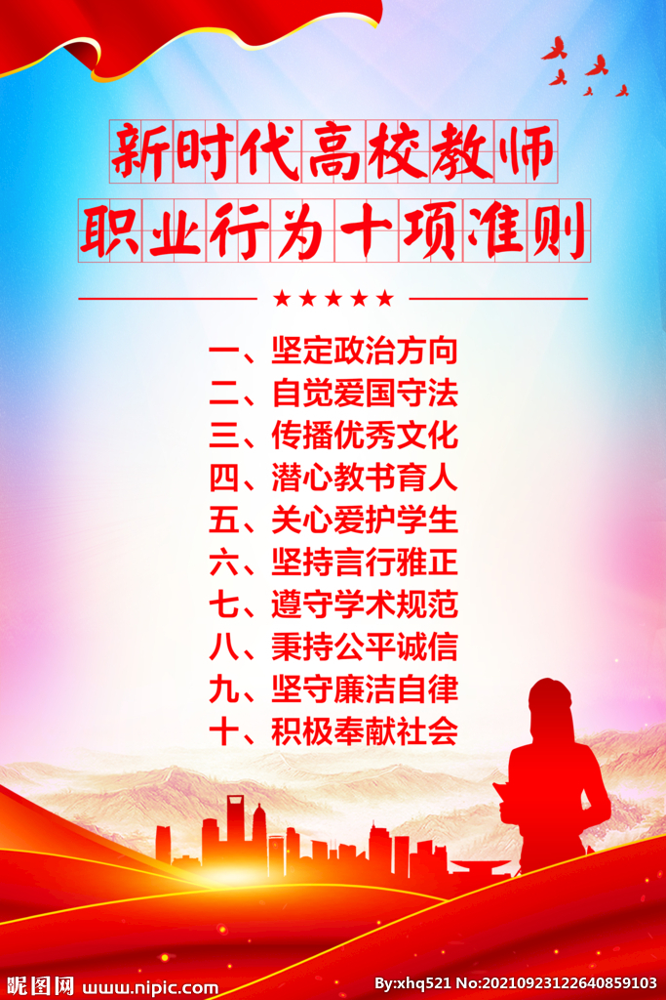 新时代高校教师
职业行为十项准则
一、坚定政治方向
二、自觉爱国守法
三、传播优秀文化
四、潜心教书育人
五、关心爱护学生
六、坚持言行雅正
七、遵守学术规范
八、秉持公平诚信
九、坚守廉洁自律
十、积极奉献社会
昵图网 www.nipic.com
By:xhq521 No:20210923122640859103